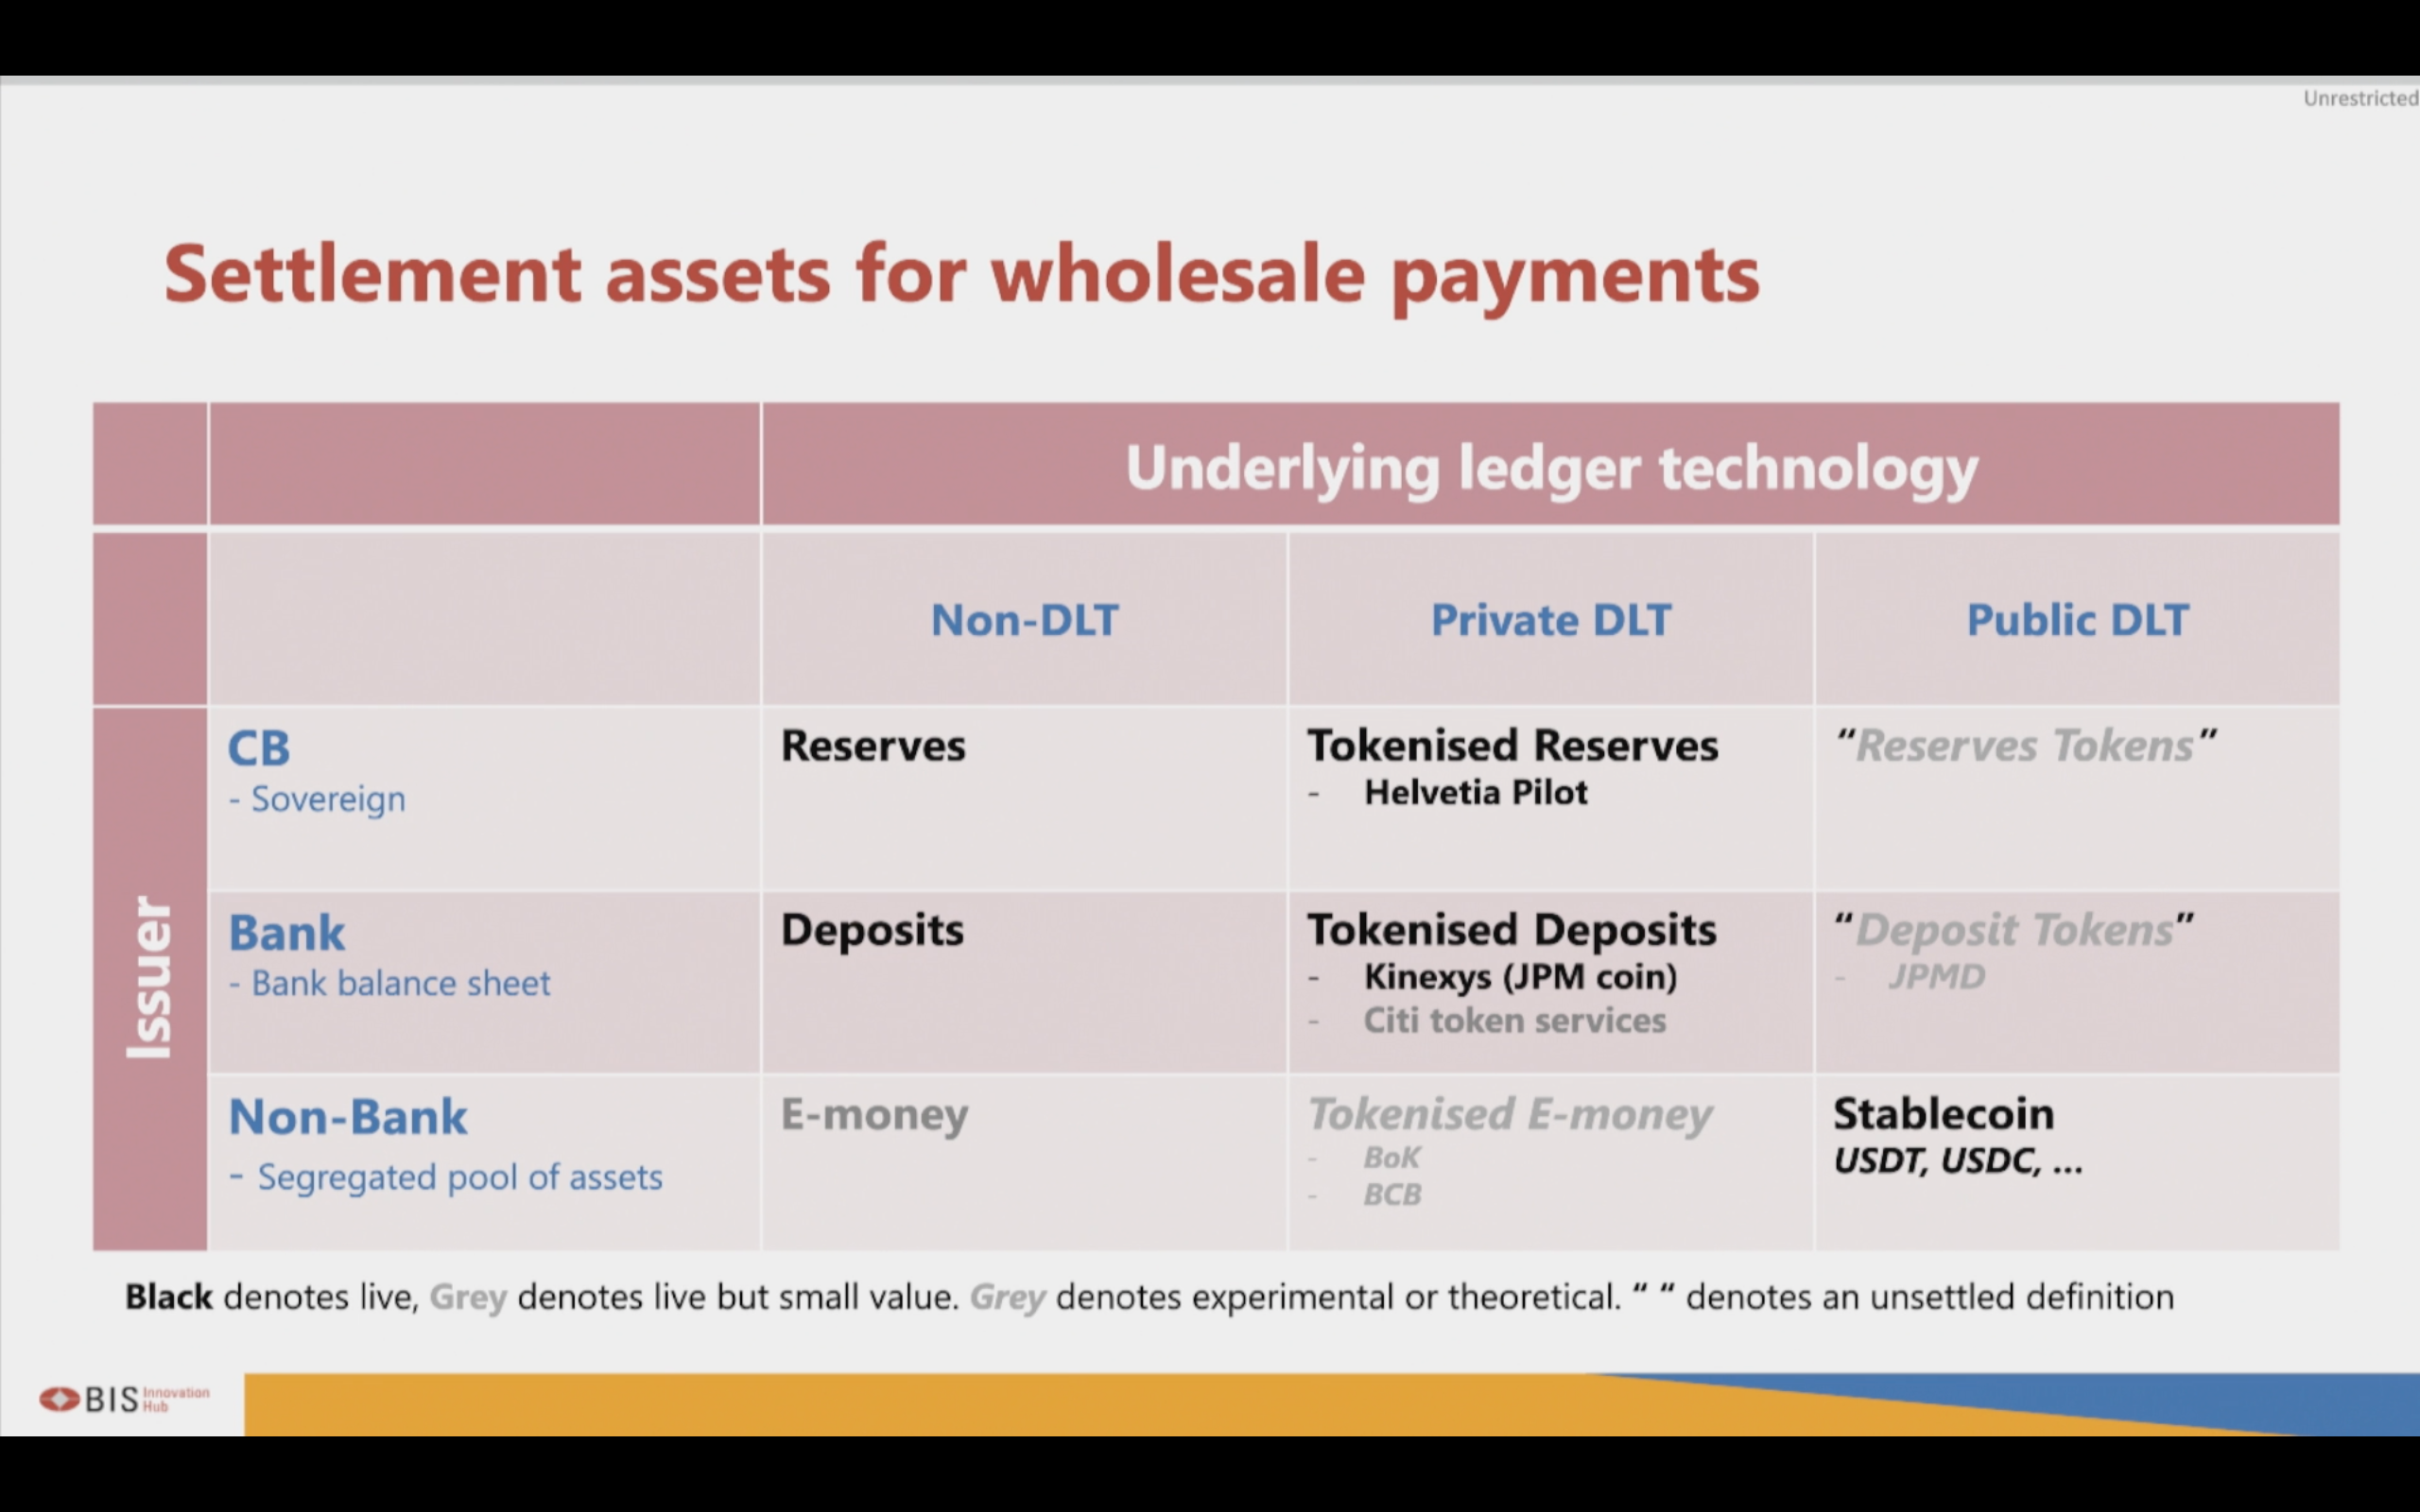 Unrestricted
Settlement assets for wholesale payments
Underlying ledger technology
Non-DLT
Private DLT
Public DLT
Issuer
CB
- Sovereign
Reserves
Tokenised Reserves
- Helvetia Pilot
“Reserves Tokens”
Bank
- Bank balance sheet
Deposits
Tokenised Deposits
- Kinexys (JPM coin)
- Citi token services
“Deposit Tokens”
- JPMD
Non-Bank
- Segregated pool of assets
E-money
Tokenised E-money
- BoK
- BCB
Stablecoin
USDT, USDC, ...
Black denotes live, Grey denotes live but small value. Grey denotes experimental or theoretical. “ “ denotes an unsettled definition
BIS Innovation
Hub